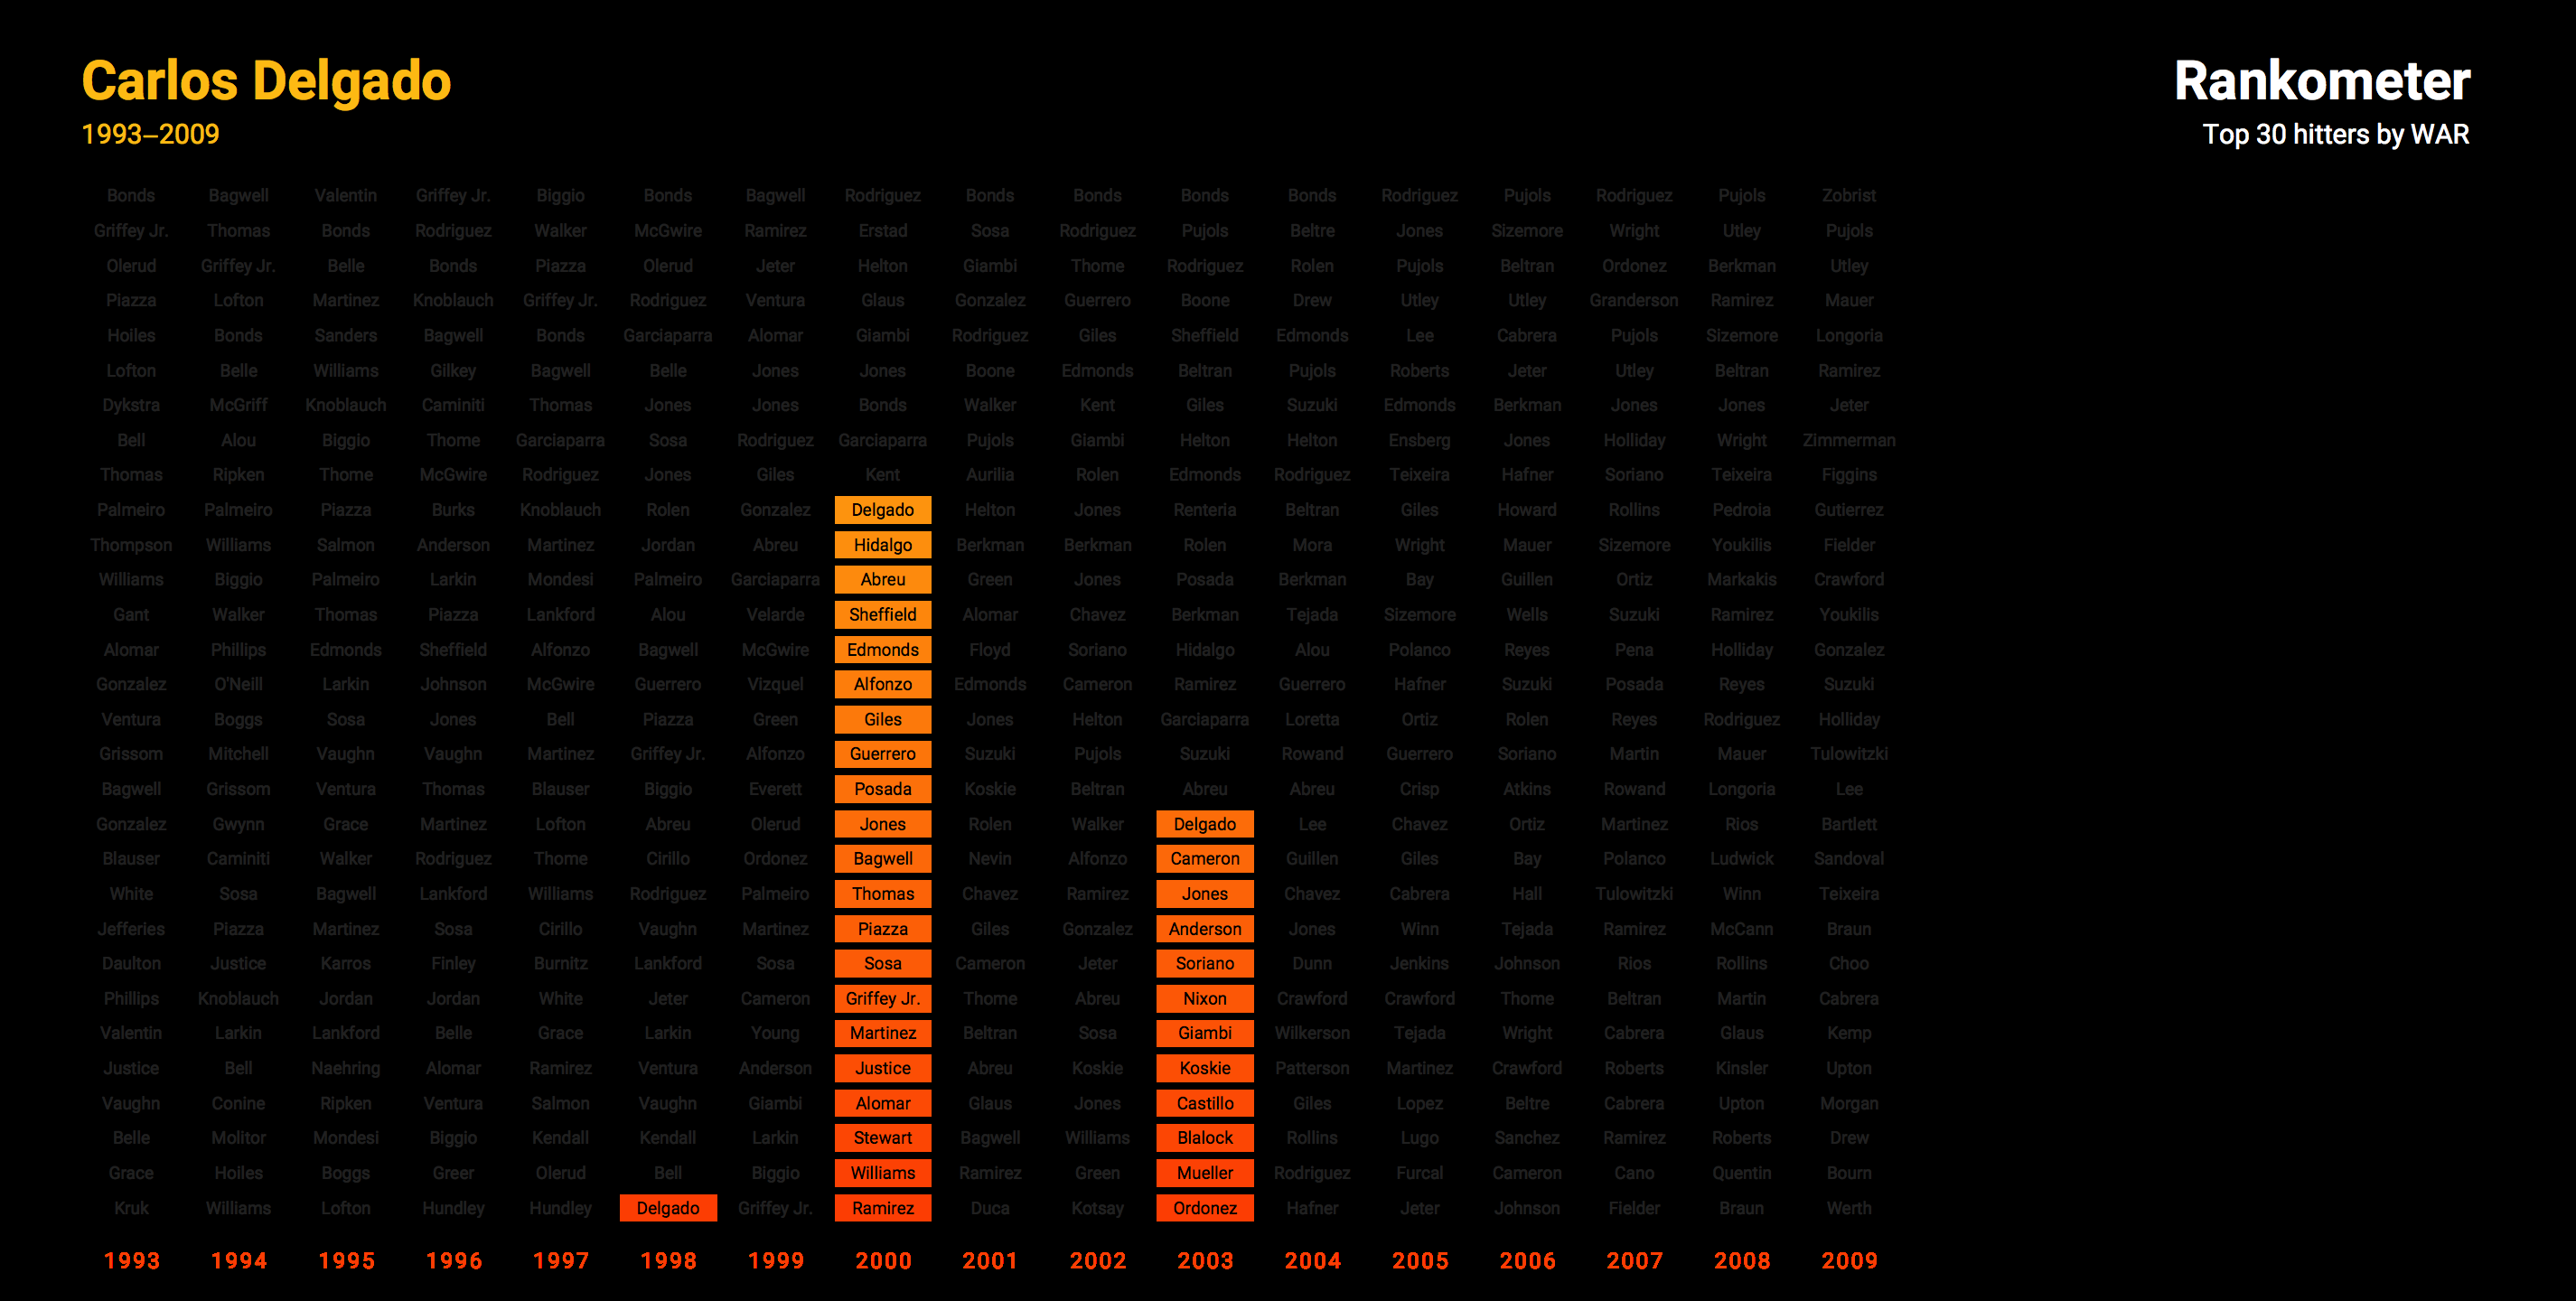 Carlos Delgado Rankometer
1993–2009 Top 30 hitters by WAR
Bonds Bagwell Valentin Griffey Jr. Biggio Bonds Bagwell Rodriguez Bonds Bonds Bonds Bonds Rodriguez Pujols Rodriguez Pujols Zobrist
Griffey Jr. Thomas Bonds Rodriguez Walker McGwire Ramirez Erstad Sosa Rodriguez Pujols Beltre Jones Sizemore Wright Utley Pujols
Olerud Griffey Jr. Belle Bonds Piazza Olerud Jeter Helton Giambi Thome Rodriguez Rolen Pujols Beltran Ordonez Berkman Utley
Piazza Lofton Martinez Knoblauch Griffey Jr. Rodriguez Ventura Glaus Gonzalez Guerrero Boone Drew Utley Utley Granderson Ramirez Mauer
Hoiles Bonds Sanders Bagwell Bonds Garciaparra Alomar Giambi Rodriguez Giles Sheffield Edmonds Lee Cabrera Pujols Sizemore Longoria
Lofton Belle Williams Gilkey Bagwell Belle Jones Jones Boone Edmonds Beltran Pujols Roberts Jeter Utley Beltran Ramirez
Dykstra McGriff Knoblauch Caminiti Thomas Jones Jones Bonds Walker Kent Giles Suzuki Edmonds Berkman Jones Jones Jeter
Bell Alou Biggio Thome Garciaparra Sosa Rodriguez Garciaparra Pujols Giambi Helton Helton Ensberg Jones Holliday Wright Zimmerman
Thomas Ripken Thome McGwire Rodriguez Jones Giles Kent Aurilia Rolen Edmonds Rodriguez Teixeira Hafner Soriano Teixeira Figgins
Palmeiro Palmeiro Piazza Burks Knoblauch Rolen Gonzalez Delgado Helton Jones Renteria Beltran Giles Howard Rollins Pedroia Gutierrez
Thompson Williams Salmon Anderson Martinez Jordan Abreu Hidalgo Berkman Berkman Rolen Mora Wright Mauer Sizemore Youkilis Fielder
Williams Biggio Palmeiro Larkin Mondesi Palmeiro Garciaparra Abreu Green Jones Posada Berkman Bay Guillen Ortiz Markakis Crawford
Gant Walker Thomas Piazza Lankford Alou Velarde Sheffield Alomar Chavez Berkman Tejada Sizemore Wells Suzuki Ramirez Youkilis
Alomar Phillips Edmonds Sheffield Alfonzo Bagwell McGwire Edmonds Floyd Soriano Hidalgo Alou Polanco Reyes Pena Holliday Gonzalez
Gonzalez O'Neill Larkin Johnson McGwire Guerrero Vizquel Alfonzo Edmonds Cameron Ramirez Guerrero Hafner Suzuki Posada Reyes Suzuki
Ventura Boggs Sosa Jones Bell Piazza Green Giles Jones Helton Garciaparra Loretta Ortiz Rolen Reyes Rodriguez Holliday
Grissom Mitchell Vaughn Vaughn Martinez Griffey Jr. Alfonzo Guerrero Suzuki Pujols Suzuki Rowand Guerrero Soriano Martin Mauer Tulowitzki
Bagwell Grissom Ventura Thomas Blauser Biggio Everett Posada Koskie Beltran Abreu Abreu Crisp Atkins Rowand Longoria Lee
Gonzalez Gwynn Grace Martinez Lofton Abreu Olerud Jones Rolen Walker Delgado Lee Chavez Ortiz Martinez Rios Bartlett
Blauser Caminiti Walker Rodriguez Thome Cirillo Ordonez Bagwell Nevin Alfonzo Cameron Guillen Giles Bay Polanco Ludwick Sandoval
White Sosa Bagwell Lankford Williams Rodriguez Palmeiro Thomas Chavez Ramirez Jones Chavez Cabrera Hall Tulowitzki Winn Teixeira
Jefferies Piazza Martinez Sosa Cirillo Vaughn Martinez Piazza Giles Gonzalez Anderson Jones Winn Tejada Ramirez McCann Braun
Daulton Justice Karros Finley Burnitz Lankford Sosa Sosa Cameron Jeter Soriano Dunn Jenkins Johnson Rios Rollins Choo
Phillips Knoblauch Jordan Jordan White Jeter Cameron Griffey Jr. Thome Abreu Nixon Crawford Crawford Thome Beltran Martin Cabrera
Valentin Larkin Lankford Belle Grace Larkin Young Martinez Beltran Sosa Giambi Wilkerson Tejada Wright Cabrera Glaus Kemp
Justice Bell Naehring Alomar Ramirez Ventura Anderson Justice Abreu Koskie Koskie Patterson Martinez Crawford Roberts Kinsler Upton
Vaughn Conine Ripken Ventura Salmon Vaughn Giambi Alomar Glaus Jones Castillo Giles Lopez Beltre Cabrera Upton Morgan
Belle Molitor Mondesi Biggio Kendall Kendall Larkin Stewart Bagwell Williams Blalock Rollins Lugo Sanchez Ramirez Roberts Drew
Grace Hoiles Boggs Greer Olerud Bell Biggio Williams Ramirez Green Mueller Rodriguez Furcal Cameron Cano Quentin Bourn
Kruk Williams Lofton Hundley Hundley Delgado Griffey Jr. Ramirez Duca Kotsay Ordonez Hafner Jeter Johnson Fielder Braun Werth
1993 1994 1995 1996 1997 1998 1999 2000 2001 2002 2003 2004 2005 2006 2007 2008 2009